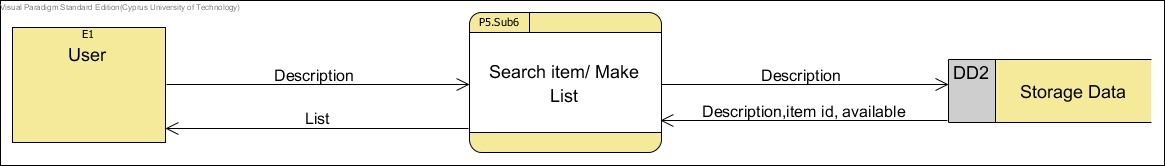 Visual Paradigm Standard Edition(Cyprus University of Technology)
E1
User
Description
List
P5.Sub6
Search item/ Make
List
Description
Description,item id, available
DD2
Storage Data